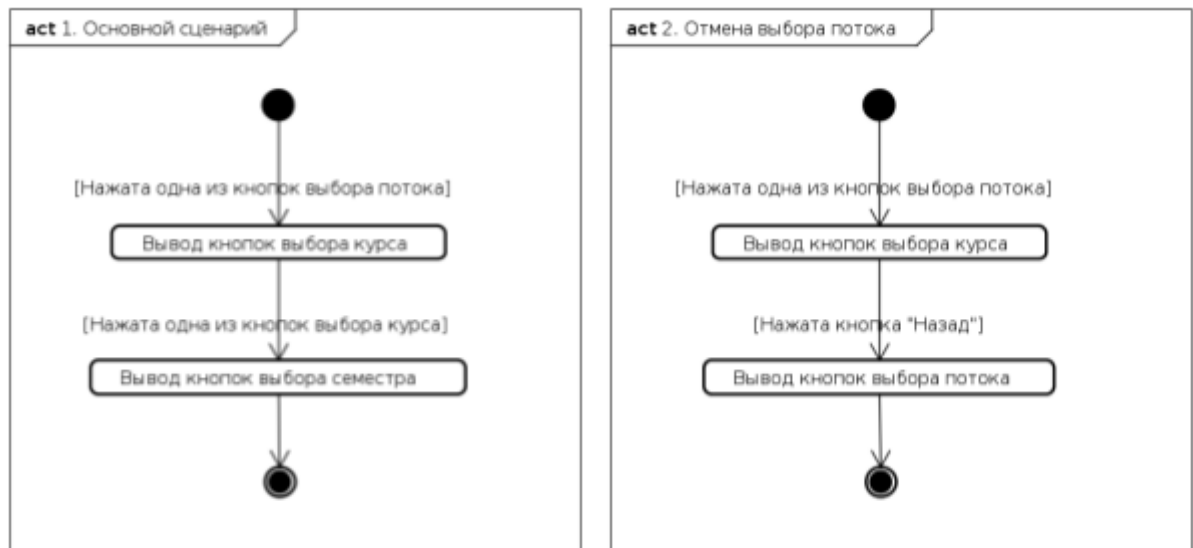 act 1. Основной сценарий
[Нажата одна из кнопок выбора потока]
Вывод кнопок выбора курса
[Нажата одна из кнопок выбора курса]
Вывод кнопок выбора семестра
act 2. Отмена выбора потока
[Нажата одна из кнопок выбора потока]
Вывод кнопок выбора курса
[Нажата кнопка "Назад"]
Вывод кнопок выбора потока